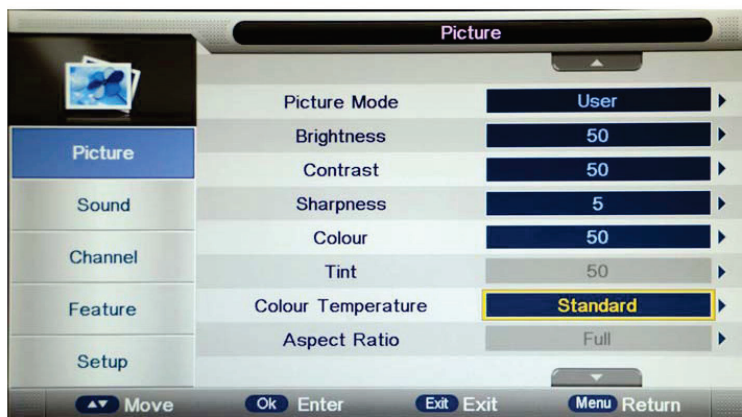 Picture
Picture Mode User
Brightness 50
Picture
Contrast 50
Sound
Sharpness 5
Colour 50
Channel
Tint 50
Feature
Colour Temperature Standard
Aspect Ratio Full
Setup
Move Ok Enter Exit Exit Menu Return